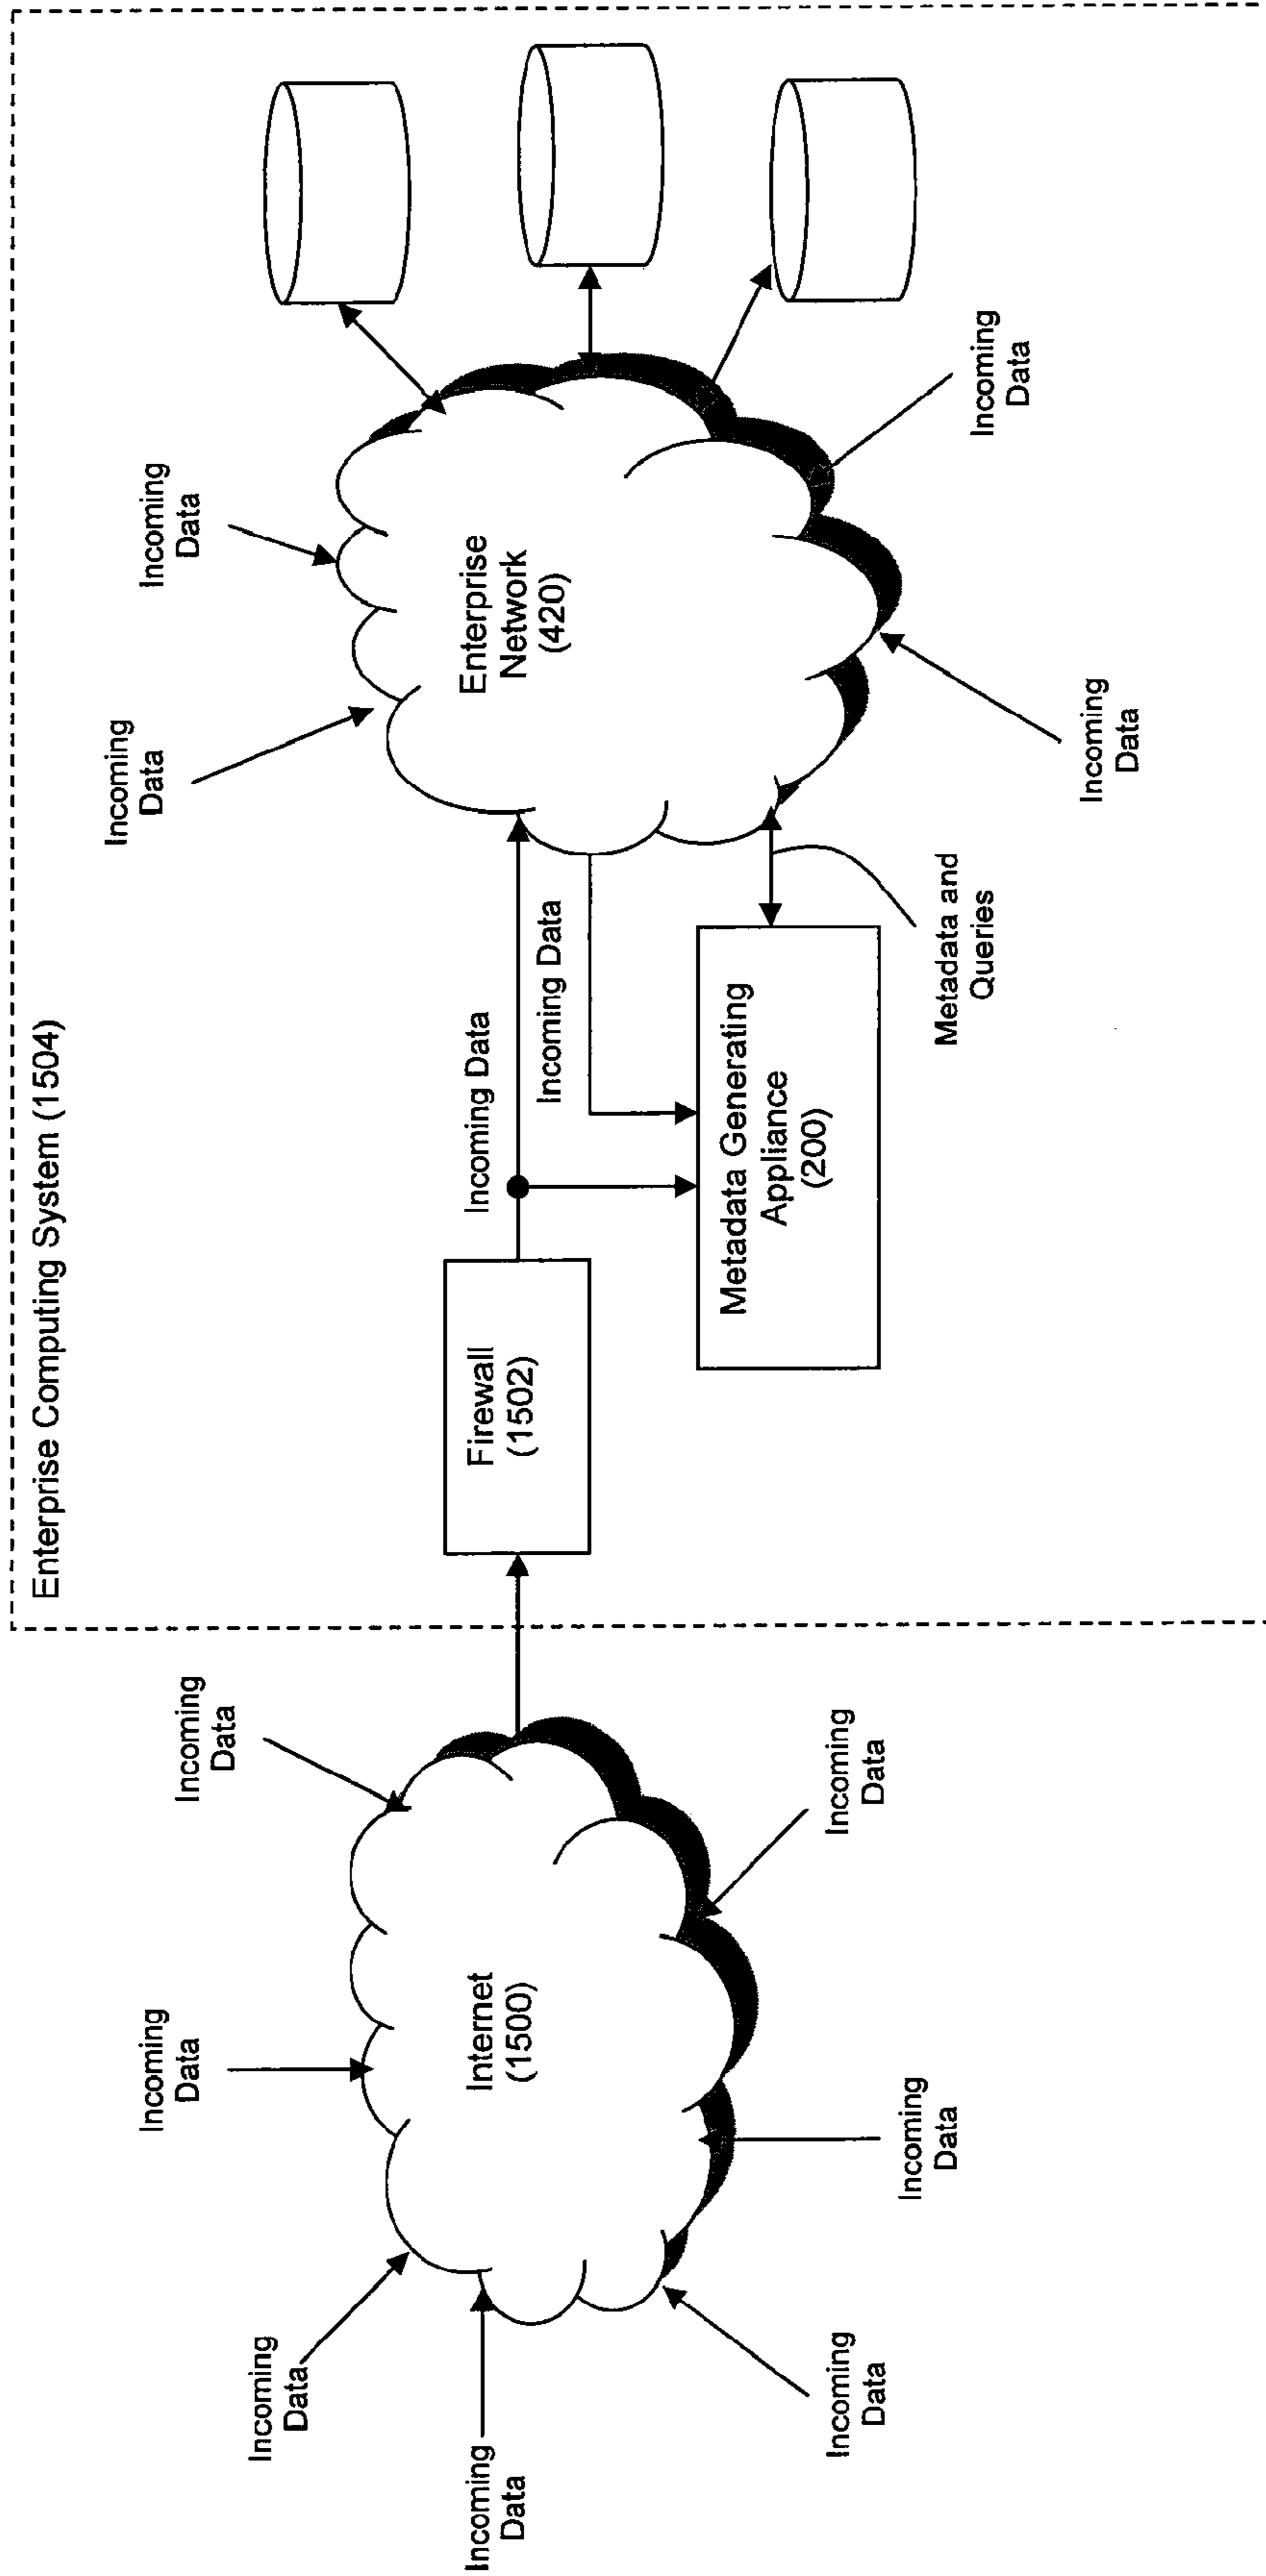 Enterprise Computing System (1504)
Incoming
Data
Incoming
Data
Incoming
Data
Incoming
Data
Incoming
Data
Incoming
Data
Incoming
Data
Internet
(1500)
Firewall
(1502)
Incoming Data
Incoming Data
Metadata Generating
Appliance
(200)
Metadata and
Queries
Incoming
Data
Incoming
Data
Enterprise
Network
(420)
Incoming
Data
Incoming
Data